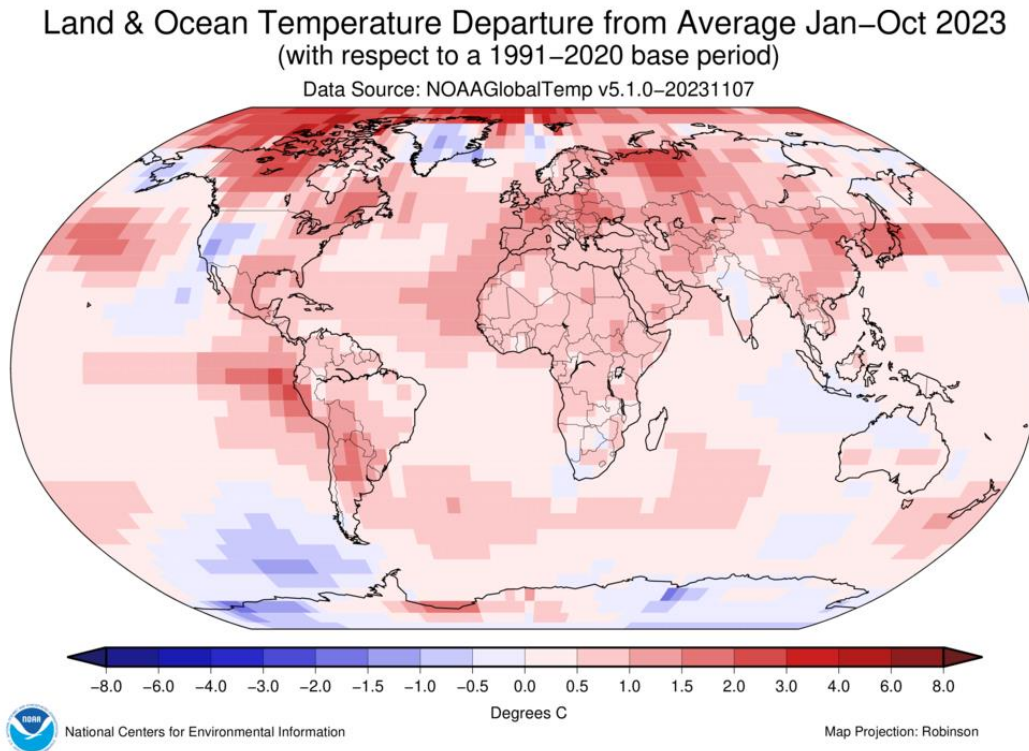 Land & Ocean Temperature Departure from Average Jan–Oct 2023
(with respect to a 1991–2020 base period)
Data Source: NOAAGlobalTemp v5.1.0–20231107
−8.0 −6.0 −4.0 −3.0 −2.0 −1.5 −1.0 −0.5 0.0 0.5 1.0 1.5 2.0 3.0 4.0 6.0 8.0
Degrees C
NOAA
National Centers for Environmental Information
Map Projection: Robinson